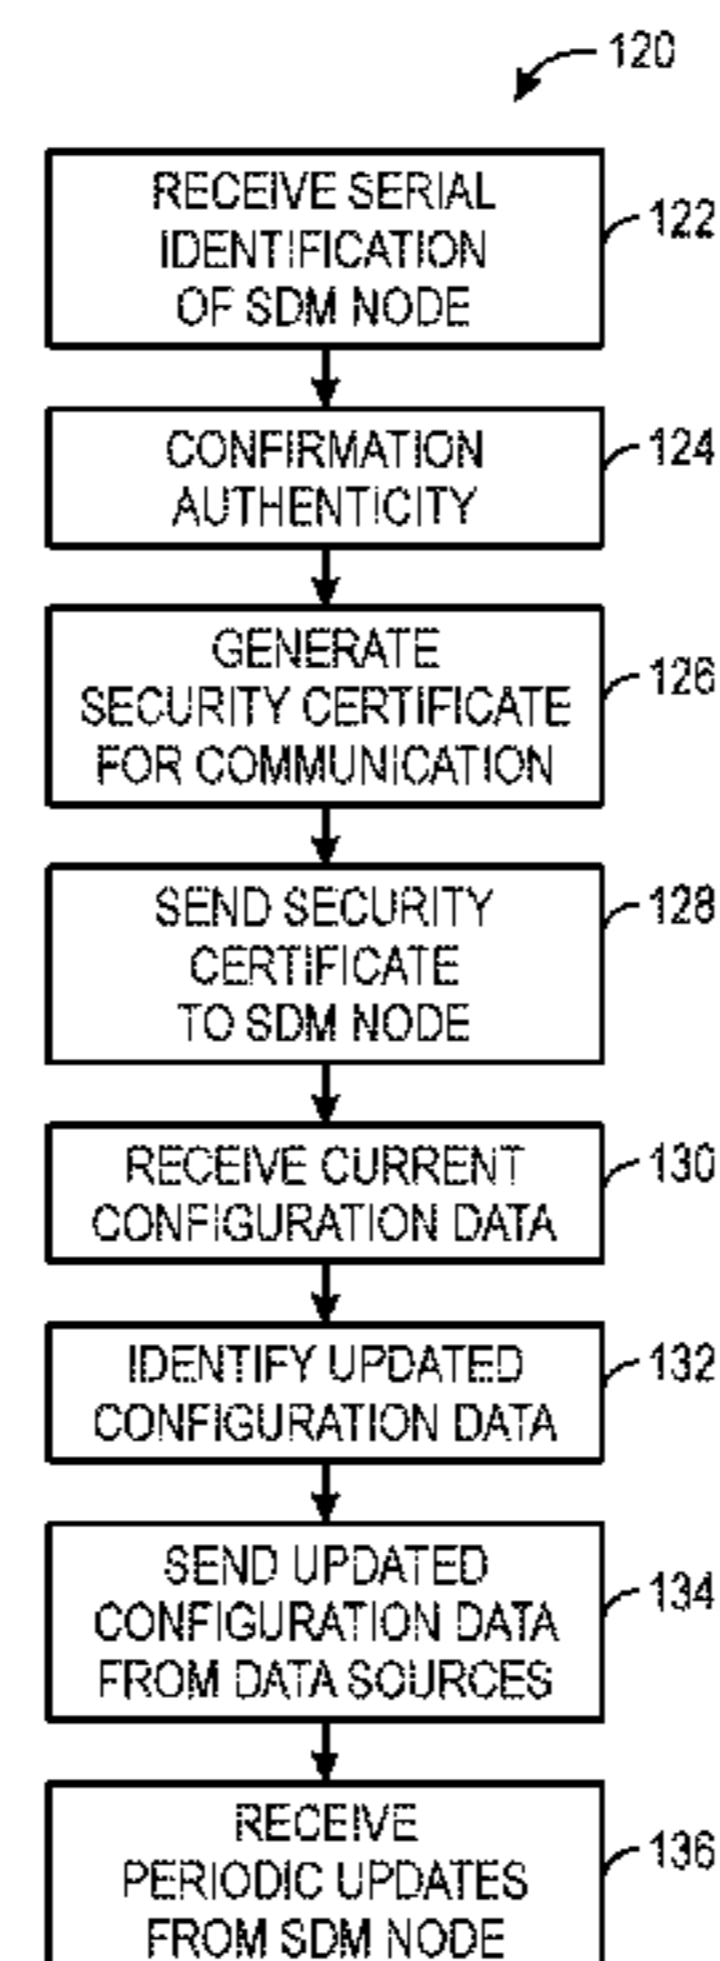 120
RECEIVE SERIAL
IDENTIFICATION
OF SDM NODE
122
CONFIRMATION
AUTHENTICITY
124
GENERATE
SECURITY CERTIFICATE
FOR COMMUNICATION
126
SEND SECURITY
CERTIFICATE
TO SDM NODE
128
RECEIVE CURRENT
CONFIGURATION DATA
130
IDENTIFY UPDATED
CONFIGURATION DATA
132
SEND UPDATED
CONFIGURATION DATA
FROM DATA SOURCES
134
RECEIVE
PERIODIC UPDATES
FROM SDM NODE
136